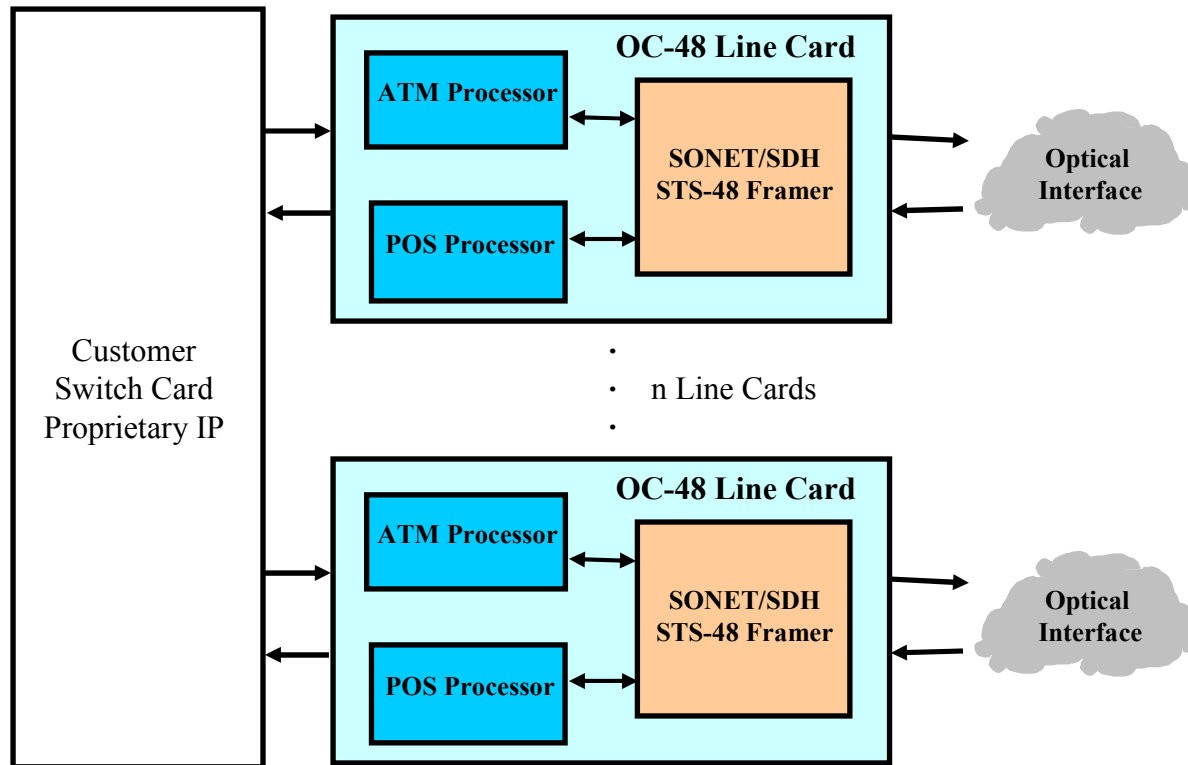 OC-48 Line Card
ATM Processor
SONET/SDH
STS-48 Framer
POS Processor
Optical
Interface
Customer
Switch Card
Proprietary IP
n Line Cards
OC-48 Line Card
ATM Processor
SONET/SDH
STS-48 Framer
POS Processor
Optical
Interface